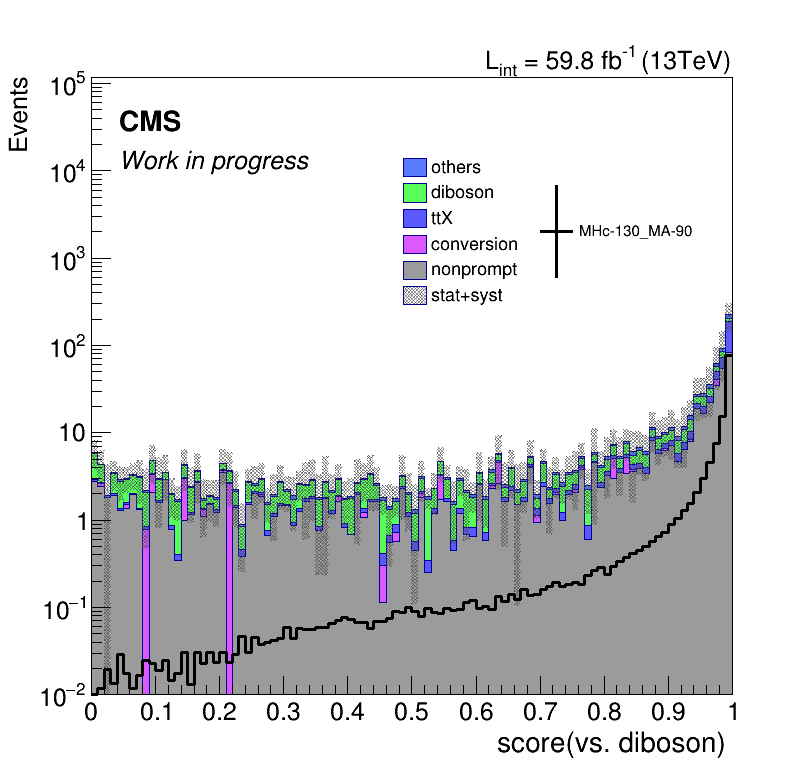 L_int = 59.8 fb^-1 (13TeV)
Events
CMS
Work in progress
others
diboson
ttX
conversion
nonprompt
stat+syst
MHc-130_MA-90
10^5
10^4
10^3
10^2
10
1
10^−1
10^−2
0 0.1 0.2 0.3 0.4 0.5 0.6 0.7 0.8 0.9 1
score(vs. diboson)